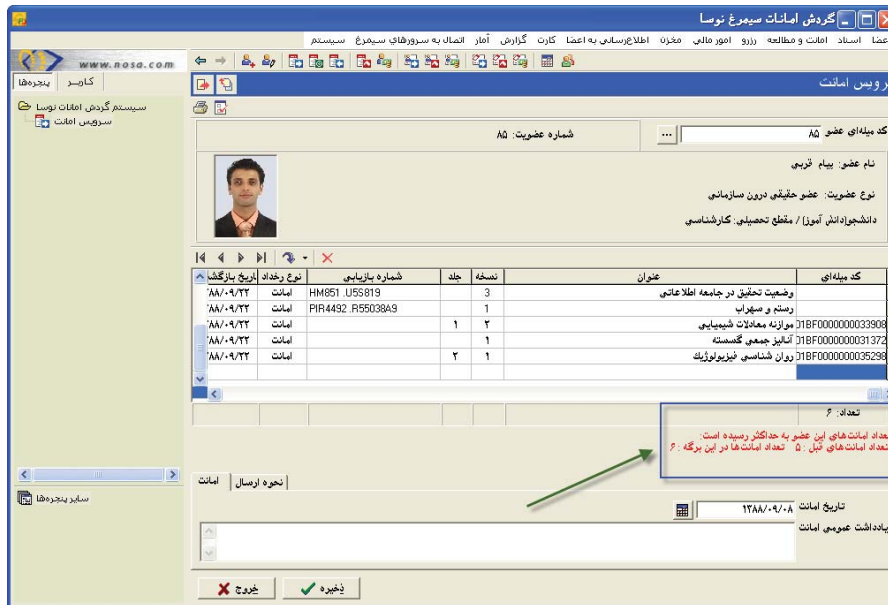 گردش امانات سیمرغ نوسا
اعضا اسناد امانت و مطالعه رزرو امور مالی مخزن اطلاع‌رسانی به اعضا کارت گزارش آمار اتصال به سرورهای سیمرغ سیستم
www.nosa.com
کاربر پنجره‌ها
سرویس امانت
سیستم گردش امانات نوسا
سرویس امانت
کد میله‌ای عضو ۸۵
شماره عضویت: ۸۵
نام عضو: پیام قربی
نوع عضویت: عضو حقیقی درون سازمانی
دانشجو(دانش آموز) / مقطع تحصیلی: کارشناسی
کد میله‌ای عنوان نسخه جلد شماره بازیابی نوع رخداد تاریخ بازگشت
وضعیت تحقیق در جامعه اطلاعاتی 3 HM851 .U5S819 امانت ۸۸/۰۹/۲۲
رستم و سهراب 1 PIR4492 .R55038A9 امانت ۸۸/۰۹/۲۲
01BF0000000033908 موازنه معادلات شیمیایی ۲ ۱ امانت ۸۸/۰۹/۲۲
01BF0000000031372 آنالیز جمعی گسسته ۱ امانت ۸۸/۰۹/۲۲
01BF0000000035298 روان شناسی فیزیولوژیك ۱ ۲ امانت ۸۸/۰۹/۲۲
تعداد: ۶
تعداد امانت‌های این عضو به حداکثر رسیده است:
تعداد امانت‌های قبل : ۵ تعداد امانت‌ها در این برگه : ۶
امانت نحوه ارسال
سایر پنجره‌ها
تاریخ امانت ۱۳۸۸/۰۹/۰۸
یادداشت عمومی امانت
ذخیره خروج